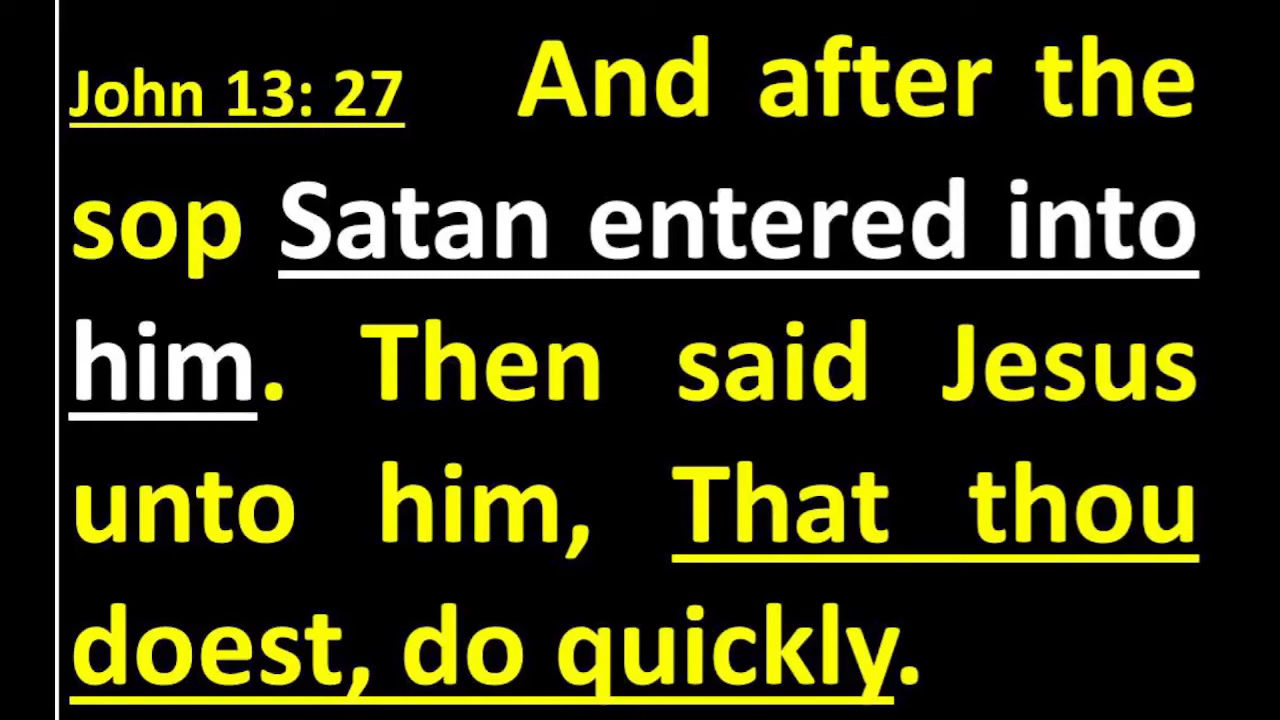 John 13: 27 And after the
sop Satan entered into
him. Then said Jesus
unto him, That thou
doest, do quickly.